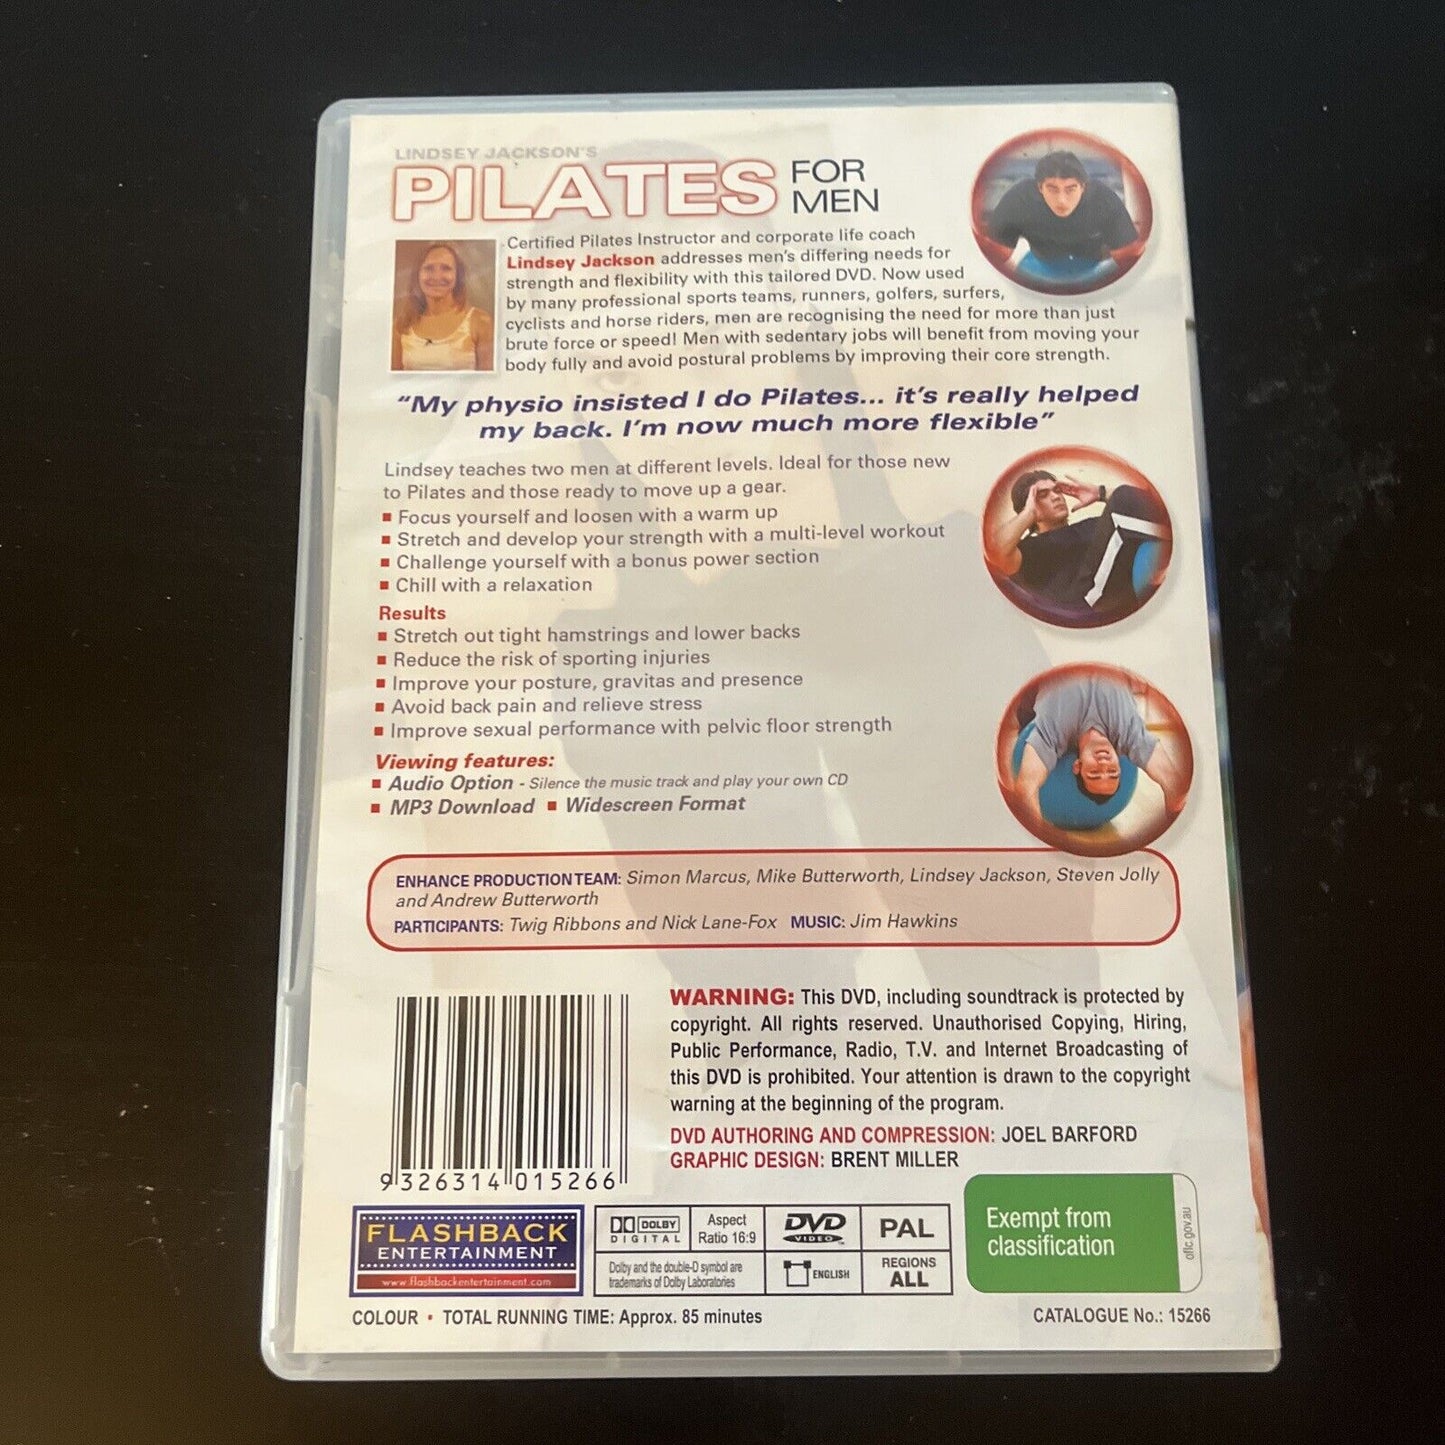 LINDSEY JACKSON'S
PILATES FOR MEN
Certified Pilates Instructor and corporate life coach
Lindsey Jackson addresses men's differing needs for
strength and flexibility with this tailored DVD. Now used
by many professional sports teams, runners, golfers, surfers,
cyclists and horse riders, men are recognising the need for more than just
brute force or speed! Men with sedentary jobs will benefit from moving your
body fully and avoid postural problems by improving their core strength.
"My physio insisted I do Pilates... it's really helped
my back. I'm now much more flexible"
Lindsey teaches two men at different levels. Ideal for those new
to Pilates and those ready to move up a gear.
■ Focus yourself and loosen with a warm up
■ Stretch and develop your strength with a multi-level workout
■ Challenge yourself with a bonus power section
■ Chill with a relaxation
Results
■ Stretch out tight hamstrings and lower backs
■ Reduce the risk of sporting injuries
■ Improve your posture, gravitas and presence
■ Avoid back pain and relieve stress
■ Improve sexual performance with pelvic floor strength
Viewing features:
■ Audio Option - Silence the music track and play your own CD
■ MP3 Download ■ Widescreen Format
ENHANCE PRODUCTION TEAM: Simon Marcus, Mike Butterworth, Lindsey Jackson, Steven Jolly
and Andrew Butterworth
PARTICIPANTS: Twig Ribbons and Nick Lane-Fox MUSIC: Jim Hawkins
WARNING: This DVD, including soundtrack is protected by
copyright. All rights reserved. Unauthorised Copying, Hiring,
Public Performance, Radio, T.V. and Internet Broadcasting of
this DVD is prohibited. Your attention is drawn to the copyright
warning at the beginning of the program.
DVD AUTHORING AND COMPRESSION: JOEL BARFORD
GRAPHIC DESIGN: BRENT MILLER
9 326314 015266
FLASHBACK
ENTERTAINMENT
www.flashbackentertainment.com
DOLBY
DIGITAL
Aspect
Ratio 16:9
DVD
VIDEO
PAL
Dolby and the double-D symbol are
trademarks of Dolby Laboratories
ENGLISH
REGIONS
ALL
Exempt from
classification
oflc.gov.au
COLOUR • TOTAL RUNNING TIME: Approx. 85 minutes
CATALOGUE No.: 15266